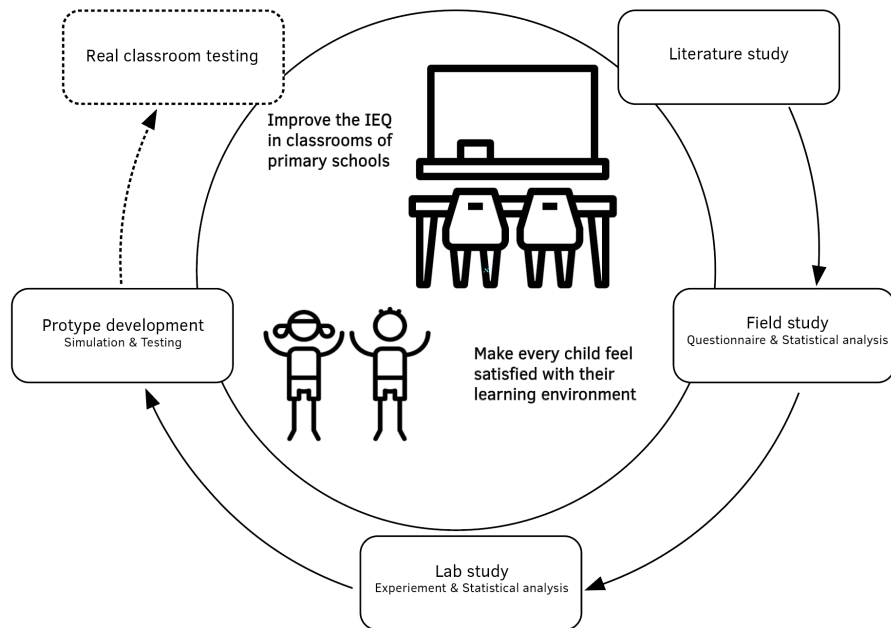 Real classroom testing
Literature study
Improve the IEQ
in classrooms of
primary schools
Protype development
Simulation & Testing
Field study
Questionnaire & Statistical analysis
Make every child feel
satisfied with their
learning environment
Lab study
Experiement & Statistical analysis